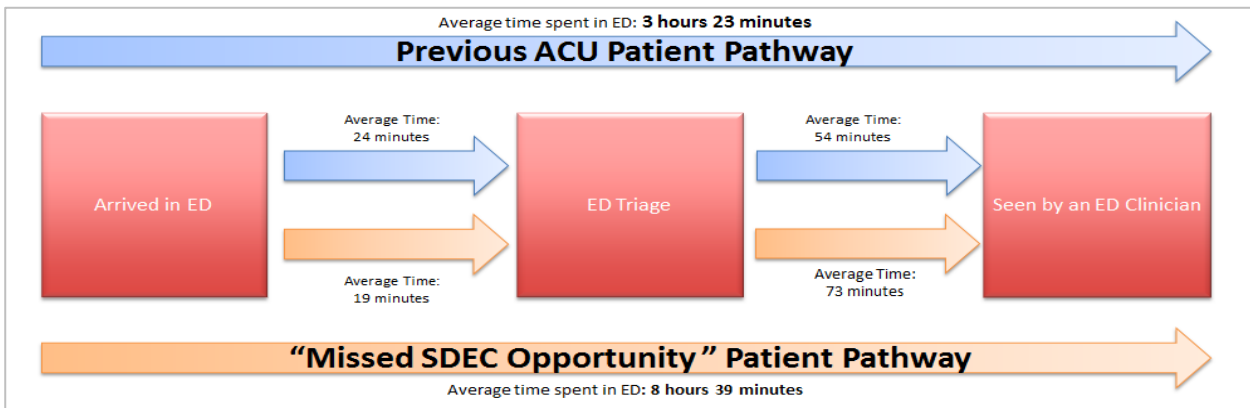 Average time spent in ED: 3 hours 23 minutes
Previous ACU Patient Pathway
Average Time:
24 minutes
Average Time:
54 minutes
Arrived in ED
ED Triage
Seen by an ED Clinician
Average Time:
19 minutes
Average Time:
73 minutes
“Missed SDEC Opportunity” Patient Pathway
Average time spent in ED: 8 hours 39 minutes